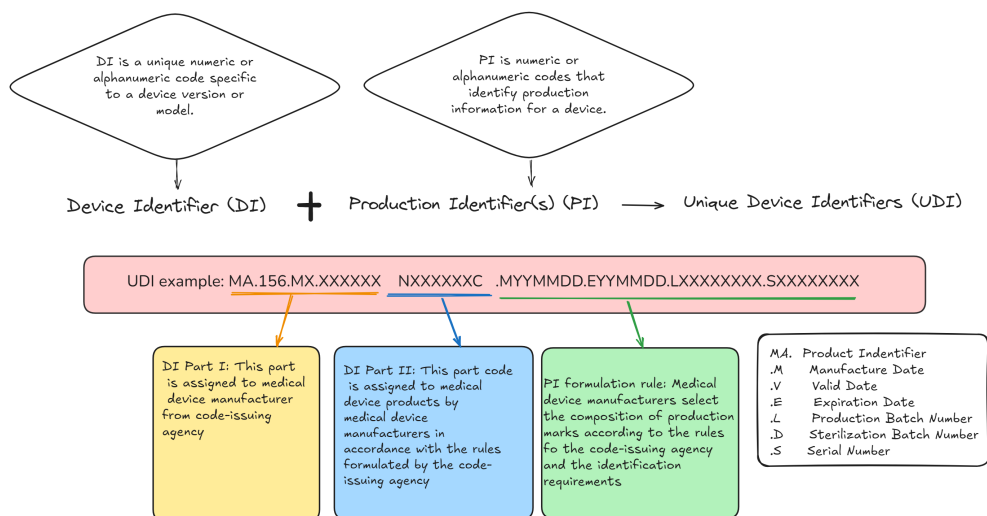 DI is a unique numeric or
alphanumeric code specific
to a device version or
model.
PI is numeric or
alphanumeric codes that
identify production
information for a device.
Device Identifier (DI) + Production Identifier(s) (PI) Unique Device Identifiers (UDI)
UDI example: MA.156.MX.XXXXXX NXXXXXXC .MYYMMDD.EYYMMDD.LXXXXXXXX.SXXXXXXXX
DI Part I: This part
is assigned to medical
device manufacturer
from code-issuing
agency
DI Part II: This part code
is assigned to medical
device products by
medical device
manufacturers in
accordance with the rules
formulated by the code-
issuing agency
PI formulation rule: Medical
device manufacturers select
the composition of production
marks according to the rules
fo the code-issuing agency
and the identification
requirements
MA. Product Indentifier
.M Manufacture Date
.V Valid Date
.E Expiration Date
.L Production Batch Number
.D Sterilization Batch Number
.S Serial Number